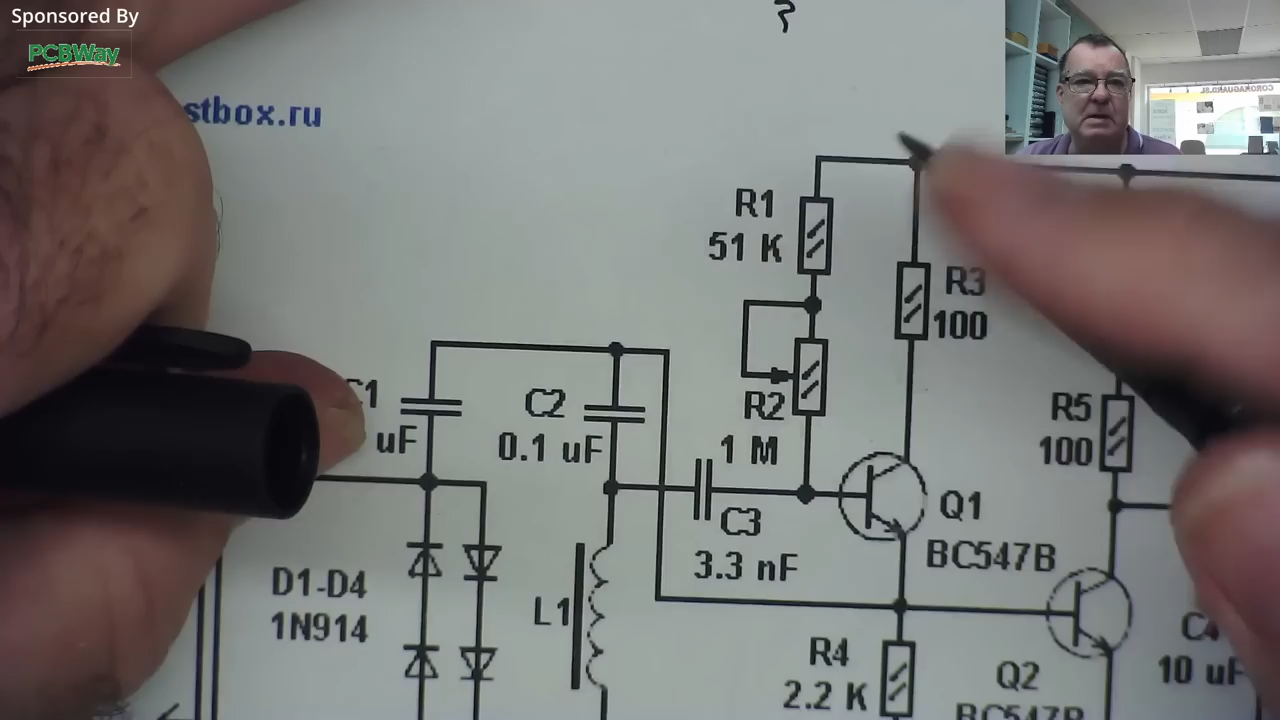 Sponsored By
PCBWay
stbox.ru
R1
51 K
R3
100
R2
1 M
C1
uF
C2
0.1 uF
R5
100
C3
3.3 nF
Q1
BC547B
D1-D4
1N914
L1
R4
2.2 K
Q2
BC547B
C4
10 uF